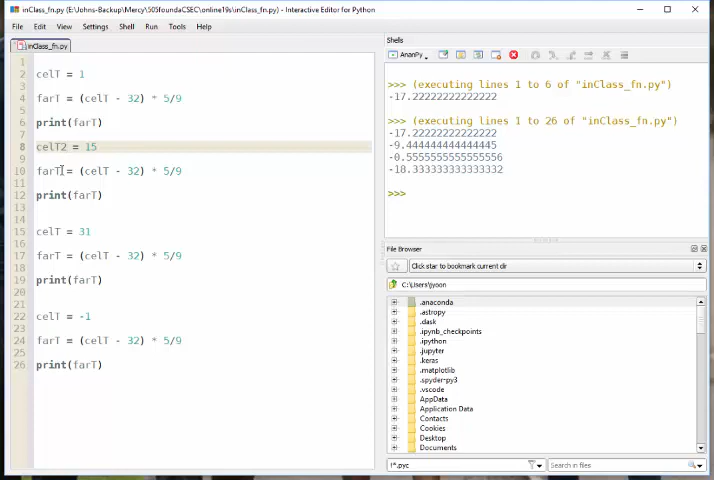 inClass_fn.py (E:/Johns-Backup/Mercy/505foundaCSEC/online19s/inClass_fn.py) - Interactive Editor for Python
File Edit View Settings Shell Run Tools Help
inClass_fn.py
1
2 celT = 1
3
4 farT = (celT - 32) * 5/9
5
6 print(farT)
7
8 celT2 = 15
9
10 farT = (celT - 32) * 5/9
11
12 print(farT)
13
14
15 celT = 31
16
17 farT = (celT - 32) * 5/9
18
19 print(farT)
20
21
22 celT = -1
23
24 farT = (celT - 32) * 5/9
25
26 print(farT)
Shells
AnanPy
>>> (executing lines 1 to 6 of "inClass_fn.py")
-17.22222222222222
>>> (executing lines 1 to 26 of "inClass_fn.py")
-17.22222222222222
-9.444444444444445
-0.5555555555555556
-18.333333333333332
>>>
File Browser
Click star to bookmark current dir
C:\Users\jyoon
.anaconda
.astropy
.dask
.ipynb_checkpoints
.ipython
.jupyter
.keras
.matplotlib
.spyder-py3
.vscode
AppData
Application Data
Contacts
Cookies
Desktop
Documents
!*.pyc
Search in files